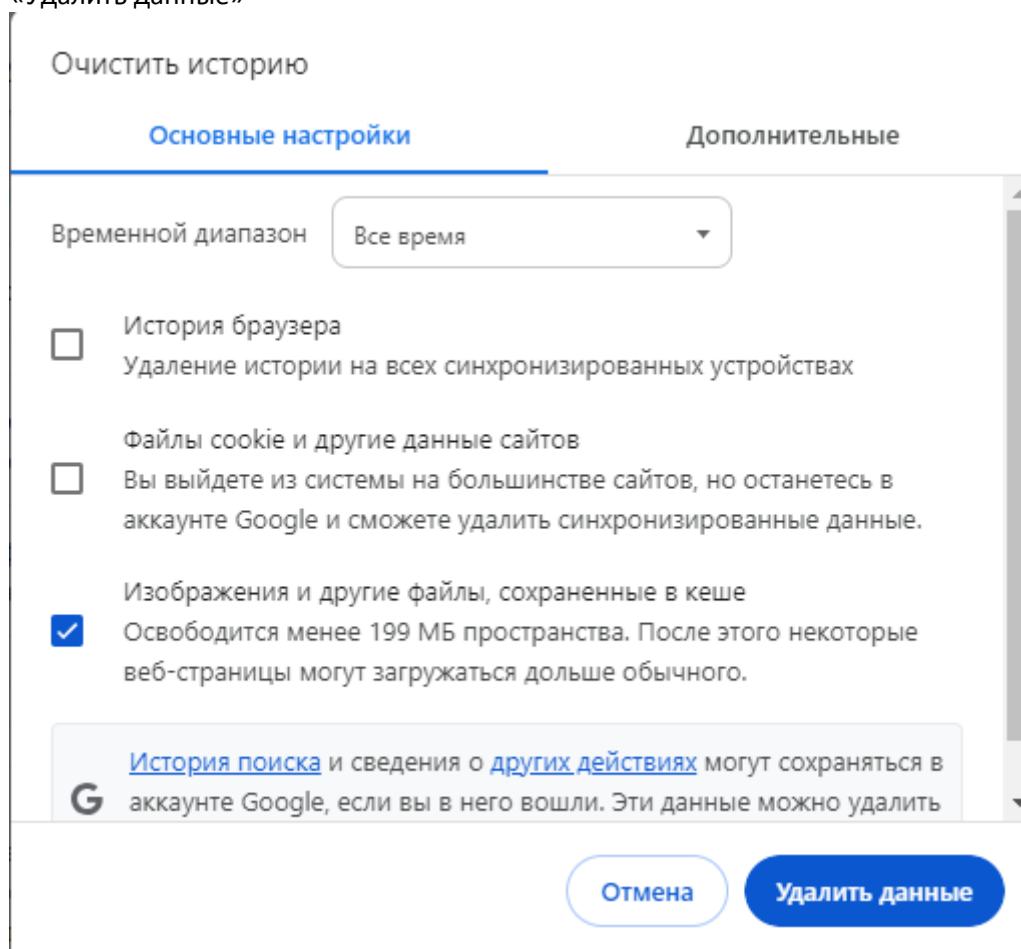 «Удалить данные»
Очистить историю
Основные настройки
Дополнительные
Временной диапазон
Все время
История браузера
Удаление истории на всех синхронизированных устройствах
Файлы cookie и другие данные сайтов
Вы выйдете из системы на большинстве сайтов, но останетесь в
аккаунте Google и сможете удалить синхронизированные данные.
Изображения и другие файлы, сохраненные в кеше
Освободится менее 199 МБ пространства. После этого некоторые
веб-страницы могут загружаться дольше обычного.
История поиска и сведения о других действиях могут сохраняться в
G аккаунте Google, если вы в него вошли. Эти данные можно удалить
Отмена
Удалить данные